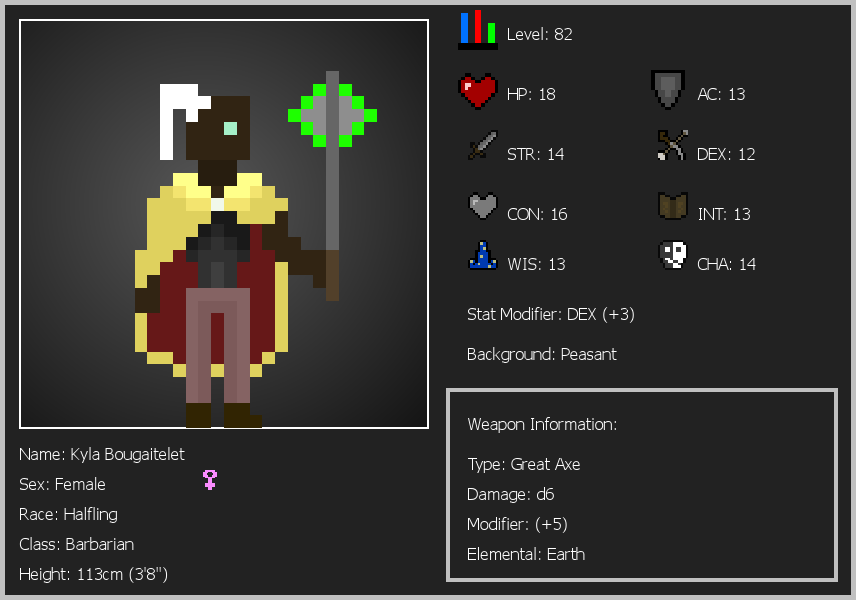 Level: 82
HP: 18
AC: 13
STR: 14
DEX: 12
CON: 16
INT: 13
WIS: 13
CHA: 14
Stat Modifier: DEX (+3)
Background: Peasant
Weapon Information:
Type: Great Axe
Damage: d6
Modifier: (+5)
Elemental: Earth
Name: Kyla Bougaitelet
Sex: Female
Race: Halfling
Class: Barbarian
Height: 113cm (3'8")